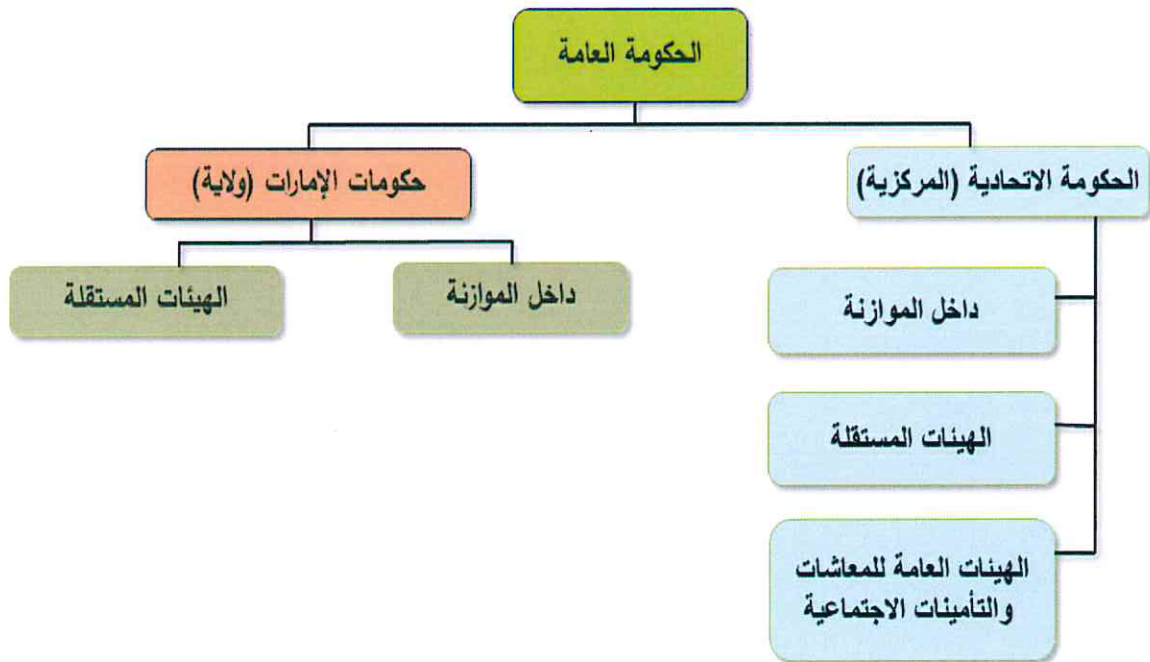 الحكومة العامة
الحكومة الاتحادية (المركزية)
داخل الموازنة
الهيئات المستقلة
الهيئات العامة للمعاشات
والتأمينات الاجتماعية
حكومات الإمارات (ولاية)
داخل الموازنة
الهيئات المستقلة